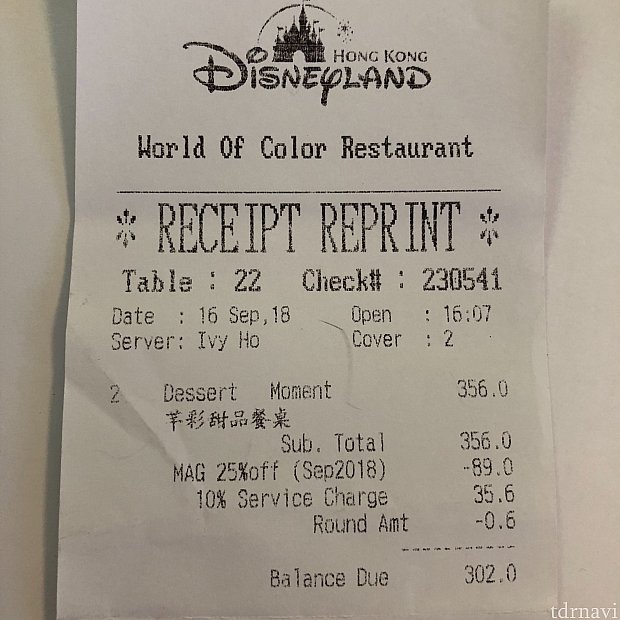 HONG KONG
DISNEYLAND
World Of Color Restaurant
* RECEIPT REPRINT *
Table : 22 Check# : 230541
Date : 16 Sep,18 Open : 16:07
Server: Ivy Ho Cover : 2
2 Dessert Moment 356.0
芊彩甜品餐桌
Sub. Total 356.0
MAG 25%off (Sep2018) -89.0
10% Service Charge 35.6
Round Amt -0.6
Balance Due 302.0
tdrnavi